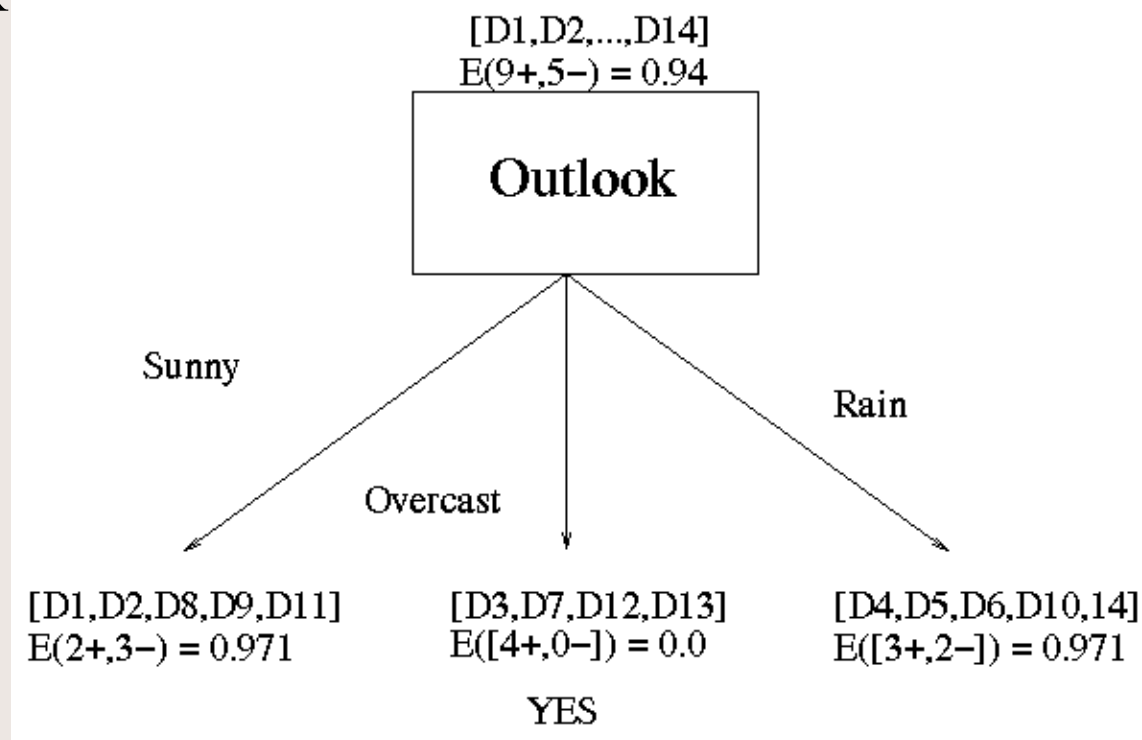 [D1,D2,...,D14]
E(9+,5−) = 0.94
Outlook
Sunny
Rain
Overcast
[D1,D2,D8,D9,D11]
E(2+,3−) = 0.971
[D3,D7,D12,D13]
E([4+,0−]) = 0.0
[D4,D5,D6,D10,14]
E([3+,2−]) = 0.971
YES